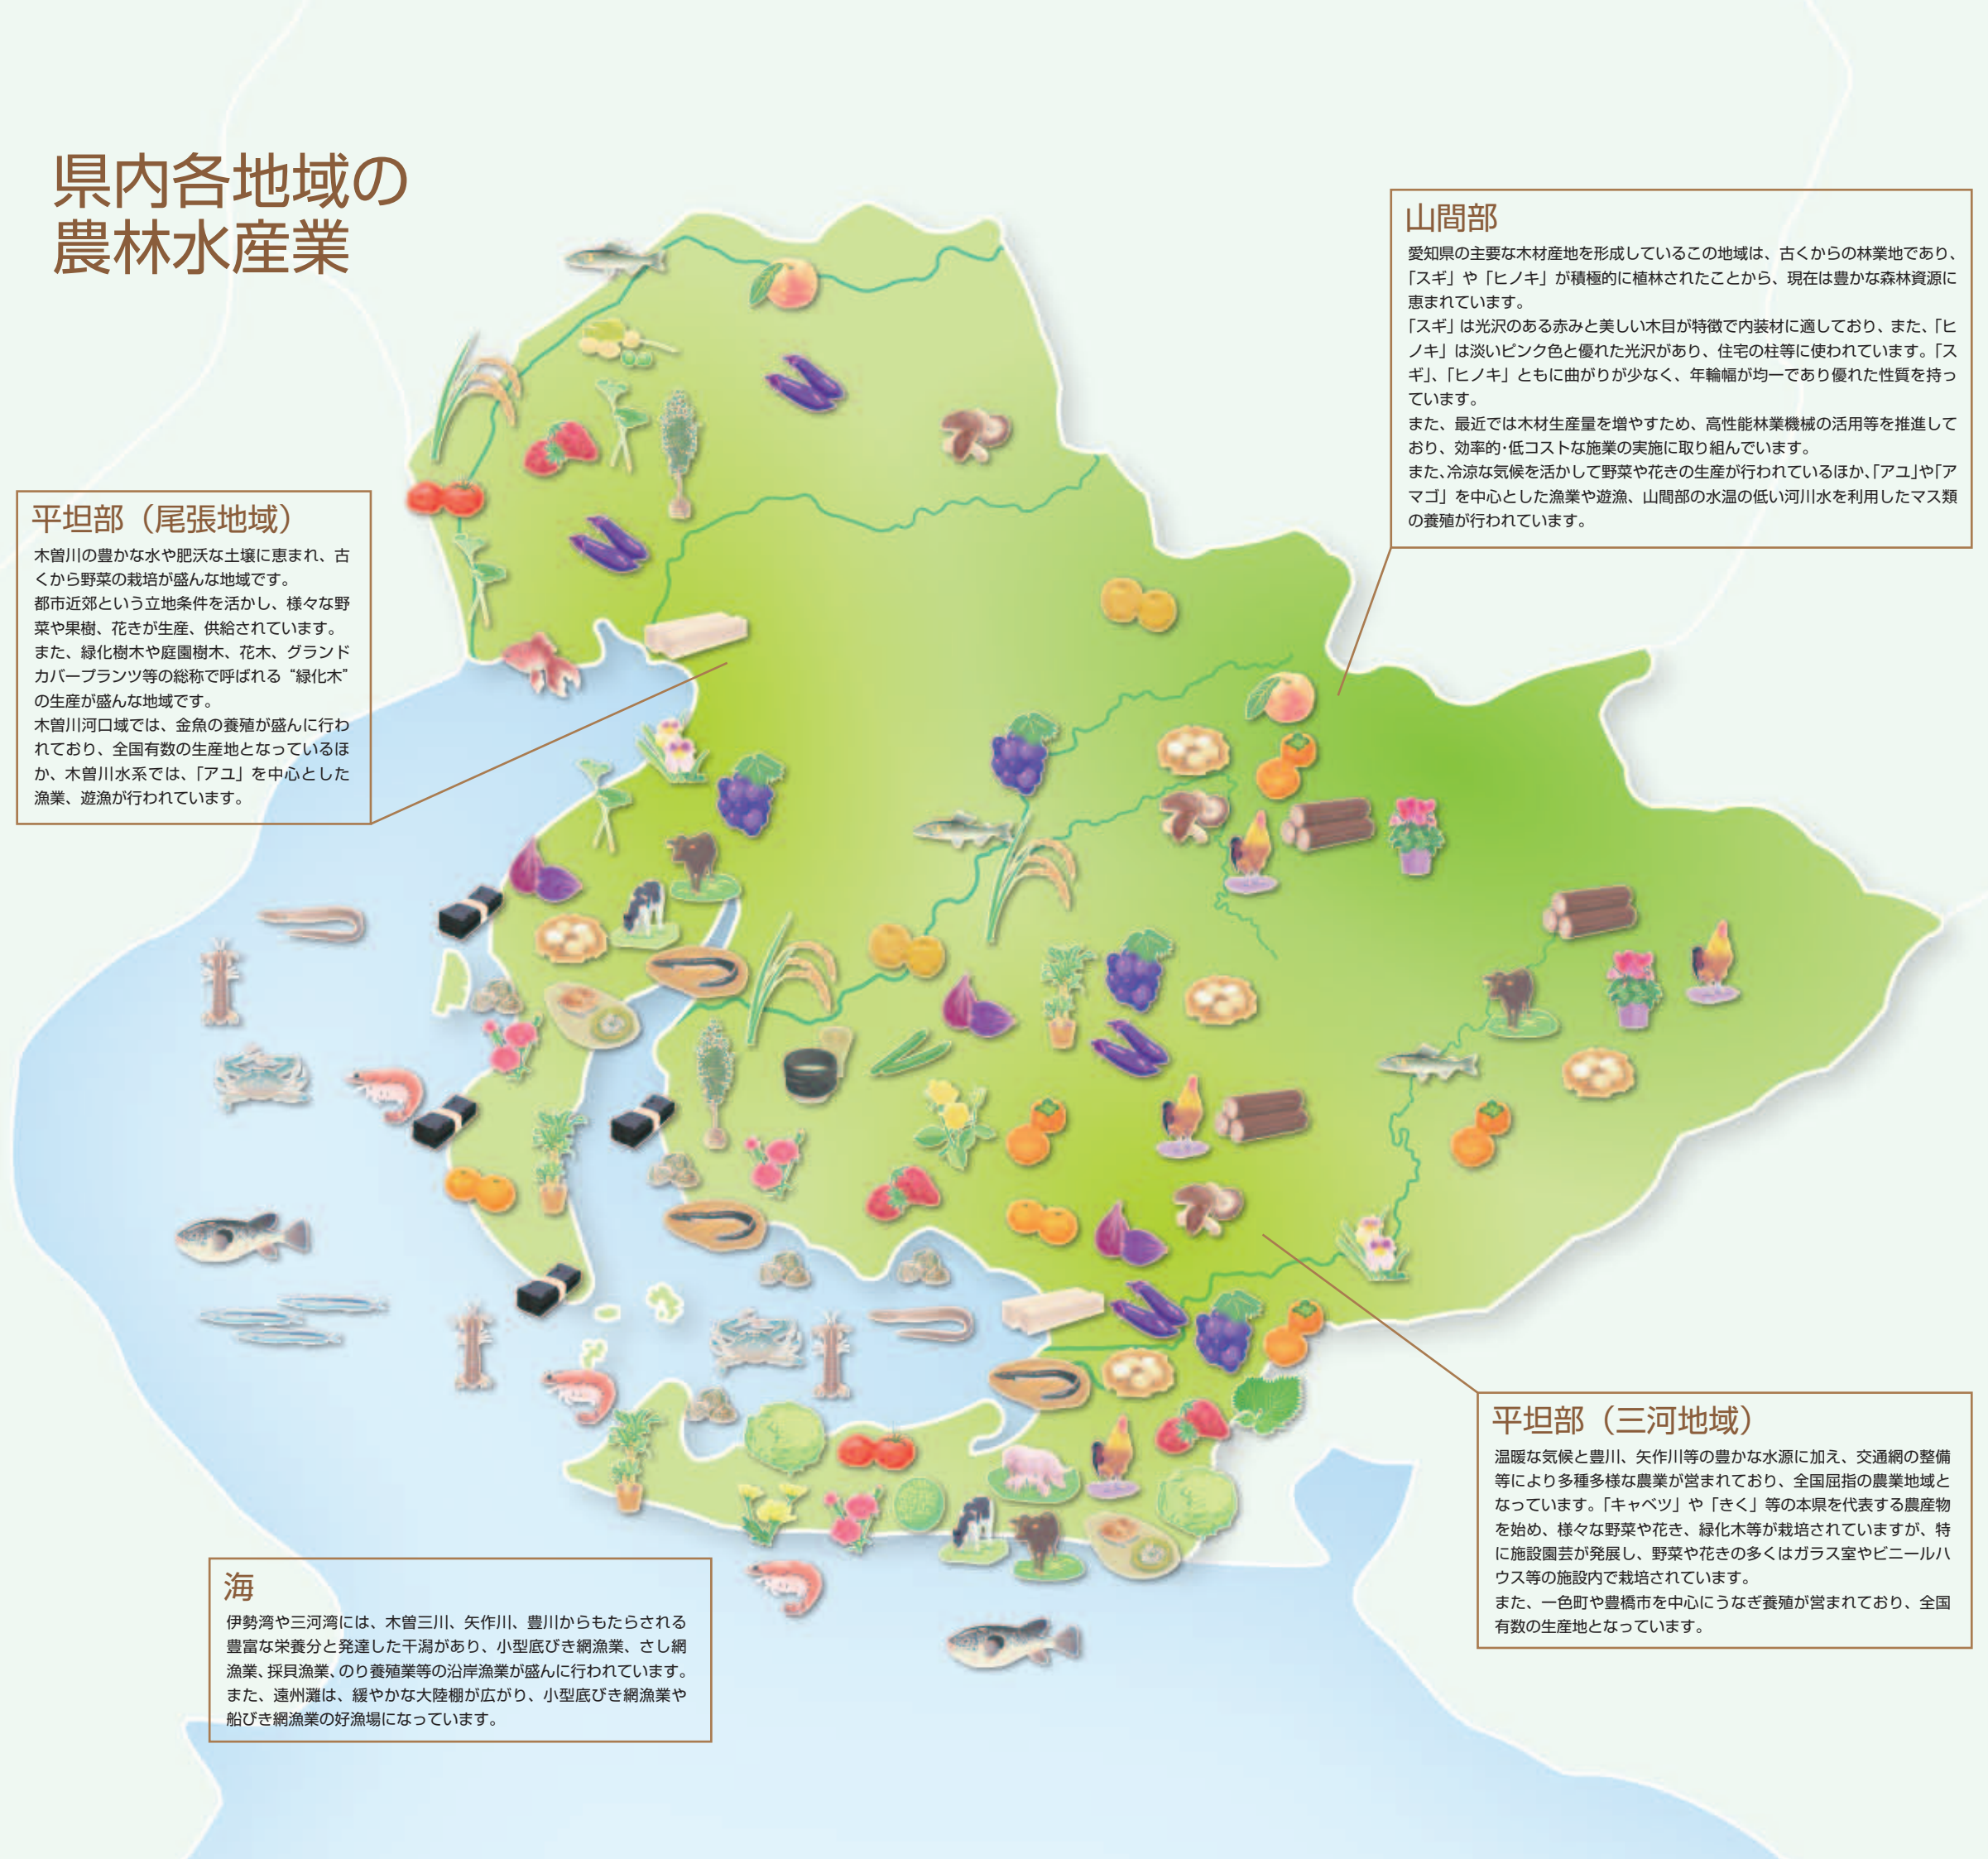 県内各地域の
農林水産業
山間部
愛知県の主要な木材産地を形成しているこの地域は、古くからの林業地であり、
「スギ」や「ヒノキ」が積極的に植林されたことから、現在は豊かな森林資源に
恵まれています。
「スギ」は光沢のある赤みと美しい木目が特徴で内装材に適しており、また、「ヒ
ノキ」は淡いピンク色と優れた光沢があり、住宅の柱等に使われています。「ス
ギ」、「ヒノキ」ともに曲がりが少なく、年輪幅が均一であり優れた性質を持っ
ています。
また、最近では木材生産量を増やすため、高性能林業機械の活用等を推進して
おり、効率的・低コストな施業の実施に取り組んでいます。
また、冷涼な気候を活かして野菜や花きの生産が行われているほか、「アユ」や「ア
マゴ」を中心とした漁業や遊漁、山間部の水温の低い河川水を利用したマス類
の養殖が行われています。
平坦部（尾張地域）
木曽川の豊かな水や肥沃な土壌に恵まれ、古
くから野菜の栽培が盛んな地域です。
都市近郊という立地条件を活かし、様々な野
菜や果樹、花きが生産、供給されています。
また、緑化樹木や庭園樹木、花木、グランド
カバープランツ等の総称で呼ばれる“緑化木”
の生産が盛んな地域です。
木曽川河口域では、金魚の養殖が盛んに行わ
れており、全国有数の生産地となっているほ
か、木曽川水系では、「アユ」を中心とした
漁業、遊漁が行われています。
平坦部（三河地域）
温暖な気候と豊川、矢作川等の豊かな水源に加え、交通網の整備
等により多種多様な農業が営まれており、全国屈指の農業地域と
なっています。「キャベツ」や「きく」等の本県を代表する農産物
を始め、様々な野菜や花き、緑化木等が栽培されていますが、特
に施設園芸が発展し、野菜や花きの多くはガラス室やビニールハ
ウス等の施設内で栽培されています。
また、一色町や豊橋市を中心にうなぎ養殖が営まれており、全国
有数の生産地となっています。
海
伊勢湾や三河湾には、木曽三川、矢作川、豊川からもたらされる
豊富な栄養分と発達した干潟があり、小型底びき網漁業、さし網
漁業、採貝漁業、のり養殖業等の沿岸漁業が盛んに行われています。
また、遠州灘は、緩やかな大陸棚が広がり、小型底びき網漁業や
船びき網漁業の好漁場になっています。